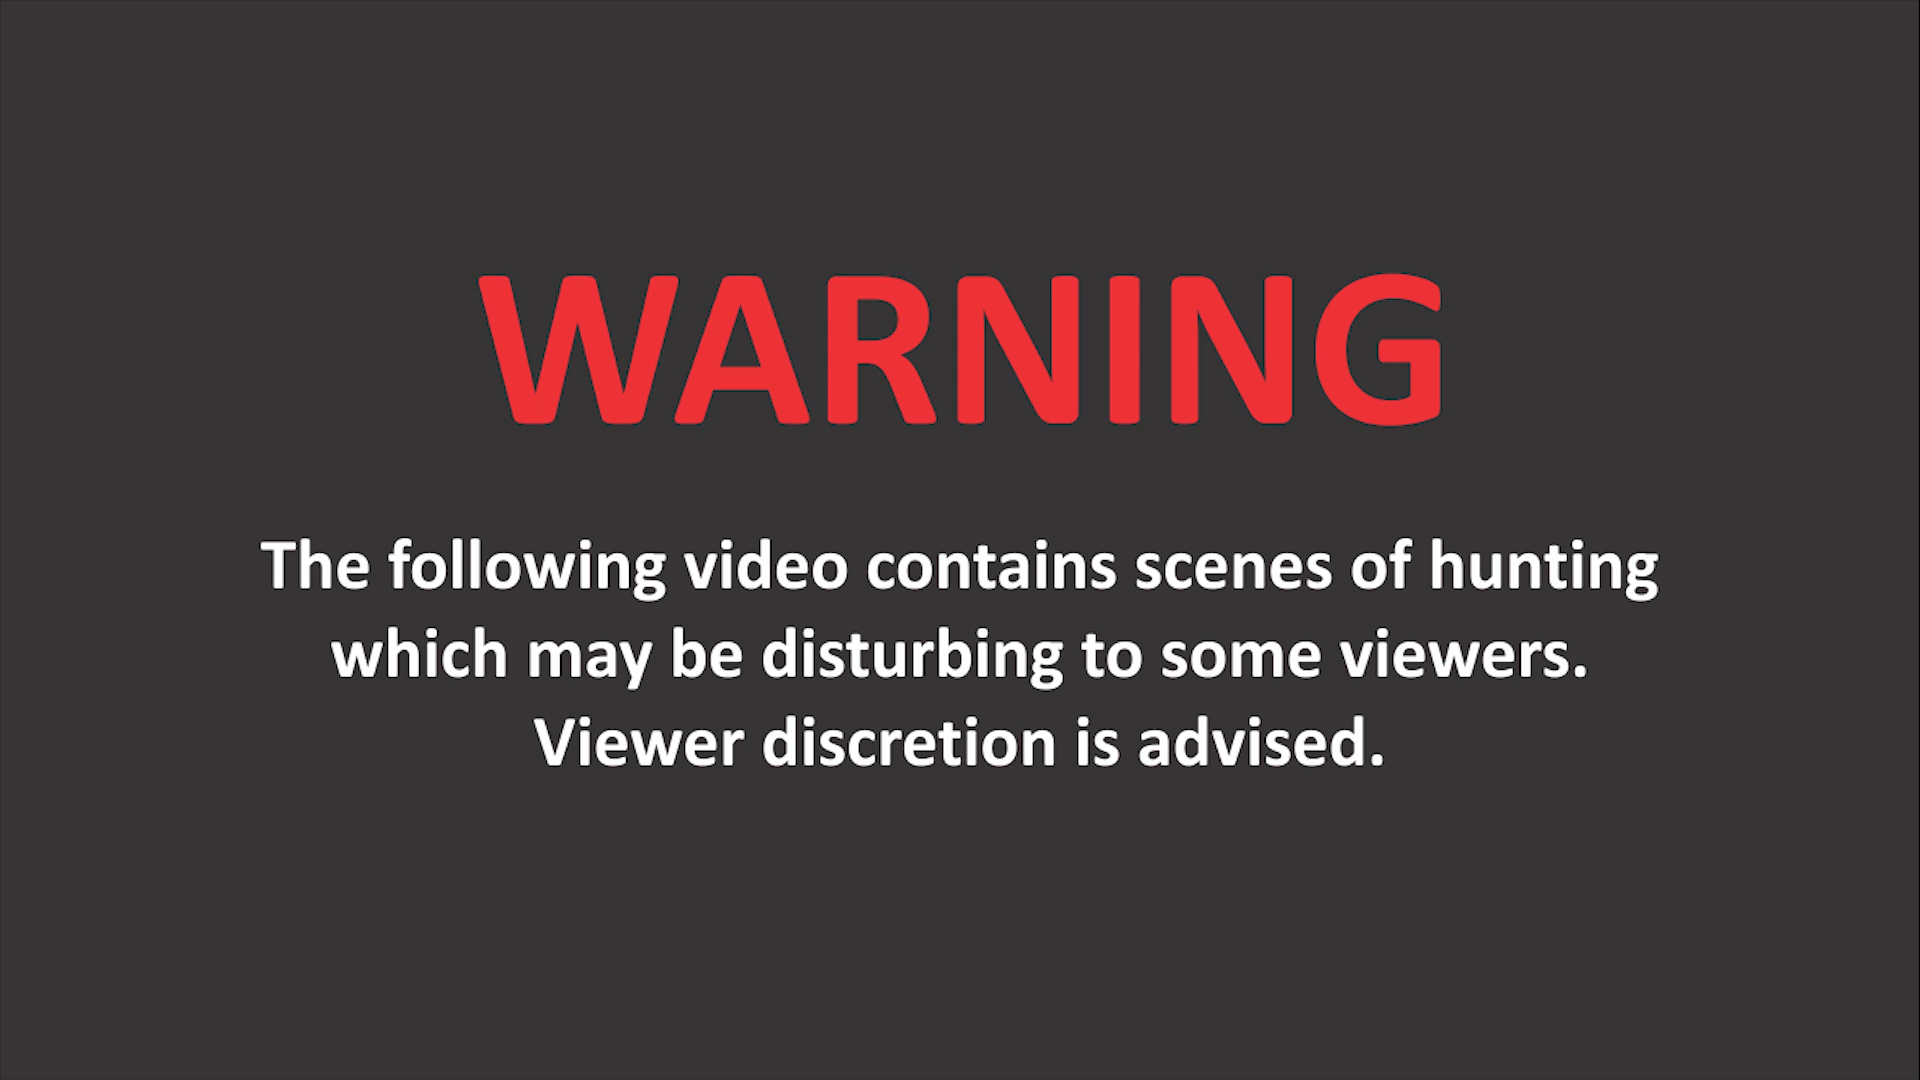 WARNING
The following video contains scenes of hunting
which may be disturbing to some viewers.
Viewer discretion is advised.